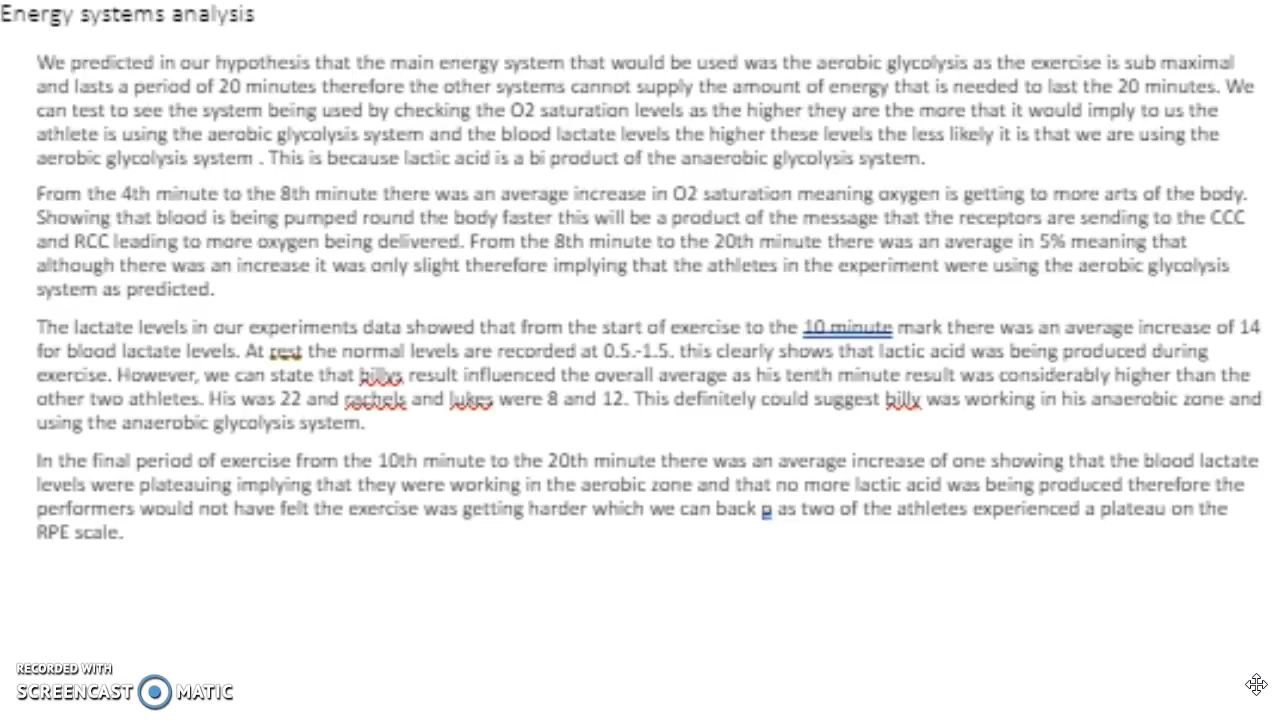 Energy systems analysis
We predicted in our hypothesis that the main energy system that would be used was the aerobic glycolysis as the exercise is sub maximal
and lasts a period of 20 minutes therefore the other systems cannot supply the amount of energy that is needed to last the 20 minutes. We
can test to see the system being used by checking the O2 saturation levels as the higher they are the more that it would imply to us the
athlete is using the aerobic glycolysis system and the blood lactate levels the higher these levels the less likely it is that we are using the
aerobic glycolysis system . This is because lactic acid is a bi product of the anaerobic glycolysis system.
From the 4th minute to the 8th minute there was an average increase in O2 saturation meaning oxygen is getting to more arts of the body.
Showing that blood is being pumped round the body faster this will be a product of the message that the receptors are sending to the CCC
and RCC leading to more oxygen being delivered. From the 8th minute to the 20th minute there was an average in 5% meaning that
although there was an increase it was only slight therefore implying that the athletes in the experiment were using the aerobic glycolysis
system as predicted.
The lactate levels in our experiments data showed that from the start of exercise to the 10 minute mark there was an average increase of 14
for blood lactate levels. At rest the normal levels are recorded at 0.5.-1.5. this clearly shows that lactic acid was being produced during
exercise. However, we can state that billys result influenced the overall average as his tenth minute result was considerably higher than the
other two athletes. His was 22 and rachels and lukes were 8 and 12. This definitely could suggest billy was working in his anaerobic zone and
using the anaerobic glycolysis system.
In the final period of exercise from the 10th minute to the 20th minute there was an average increase of one showing that the blood lactate
levels were plateauing implying that they were working in the aerobic zone and that no more lactic acid was being produced therefore the
performers would not have felt the exercise was getting harder which we can back p as two of the athletes experienced a plateau on the
RPE scale.
RECORDED WITH
SCREENCAST MATIC